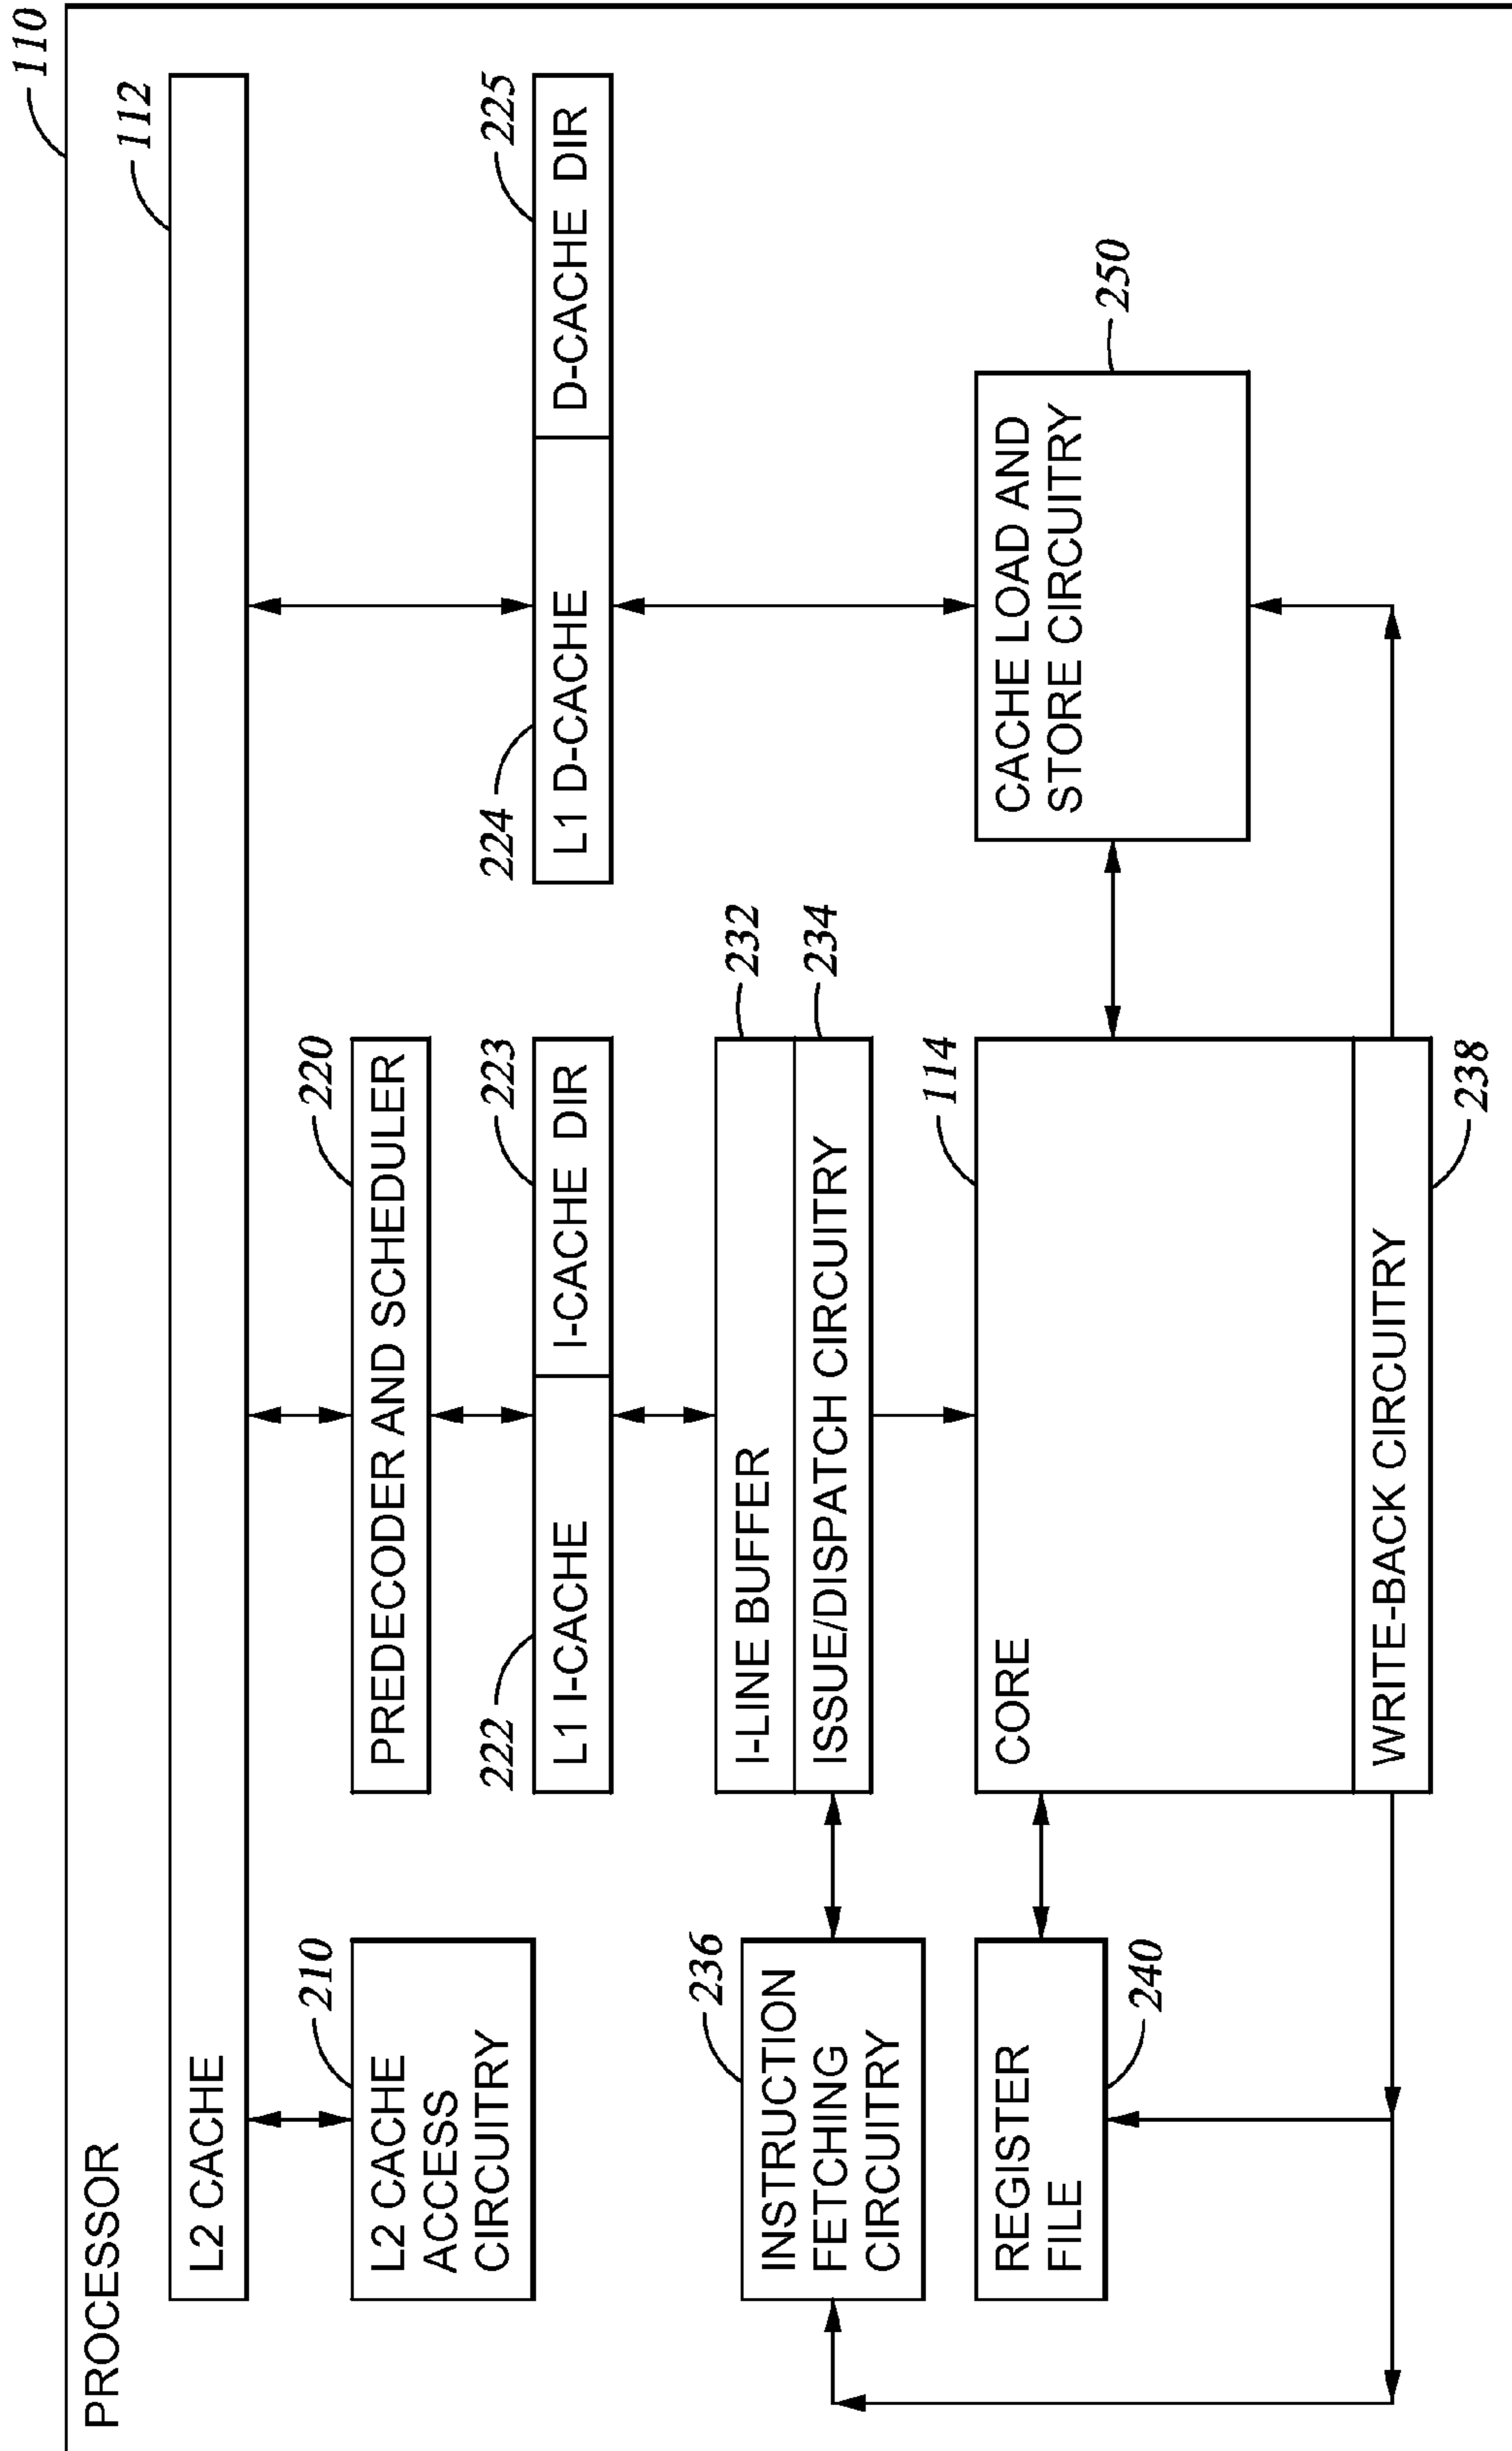 110
PROCESSOR
112
L2 CACHE
210
L2 CACHE
ACCESS
CIRCUITRY
220
PREDECODER AND SCHEDULER
222
223
L1 I-CACHE
I-CACHE DIR
224
225
L1 D-CACHE
D-CACHE DIR
232
I-LINE BUFFER
234
ISSUE/DISPATCH CIRCUITRY
236
INSTRUCTION
FETCHING
CIRCUITRY
114
CORE
REGISTER
FILE
240
CACHE LOAD AND
STORE CIRCUITRY
250
WRITE-BACK CIRCUITRY
238